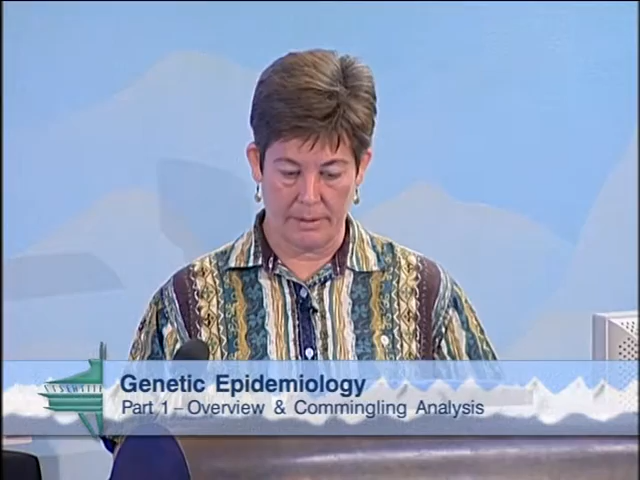 Genetic Epidemiology
Part 1 – Overview & Commingling Analysis